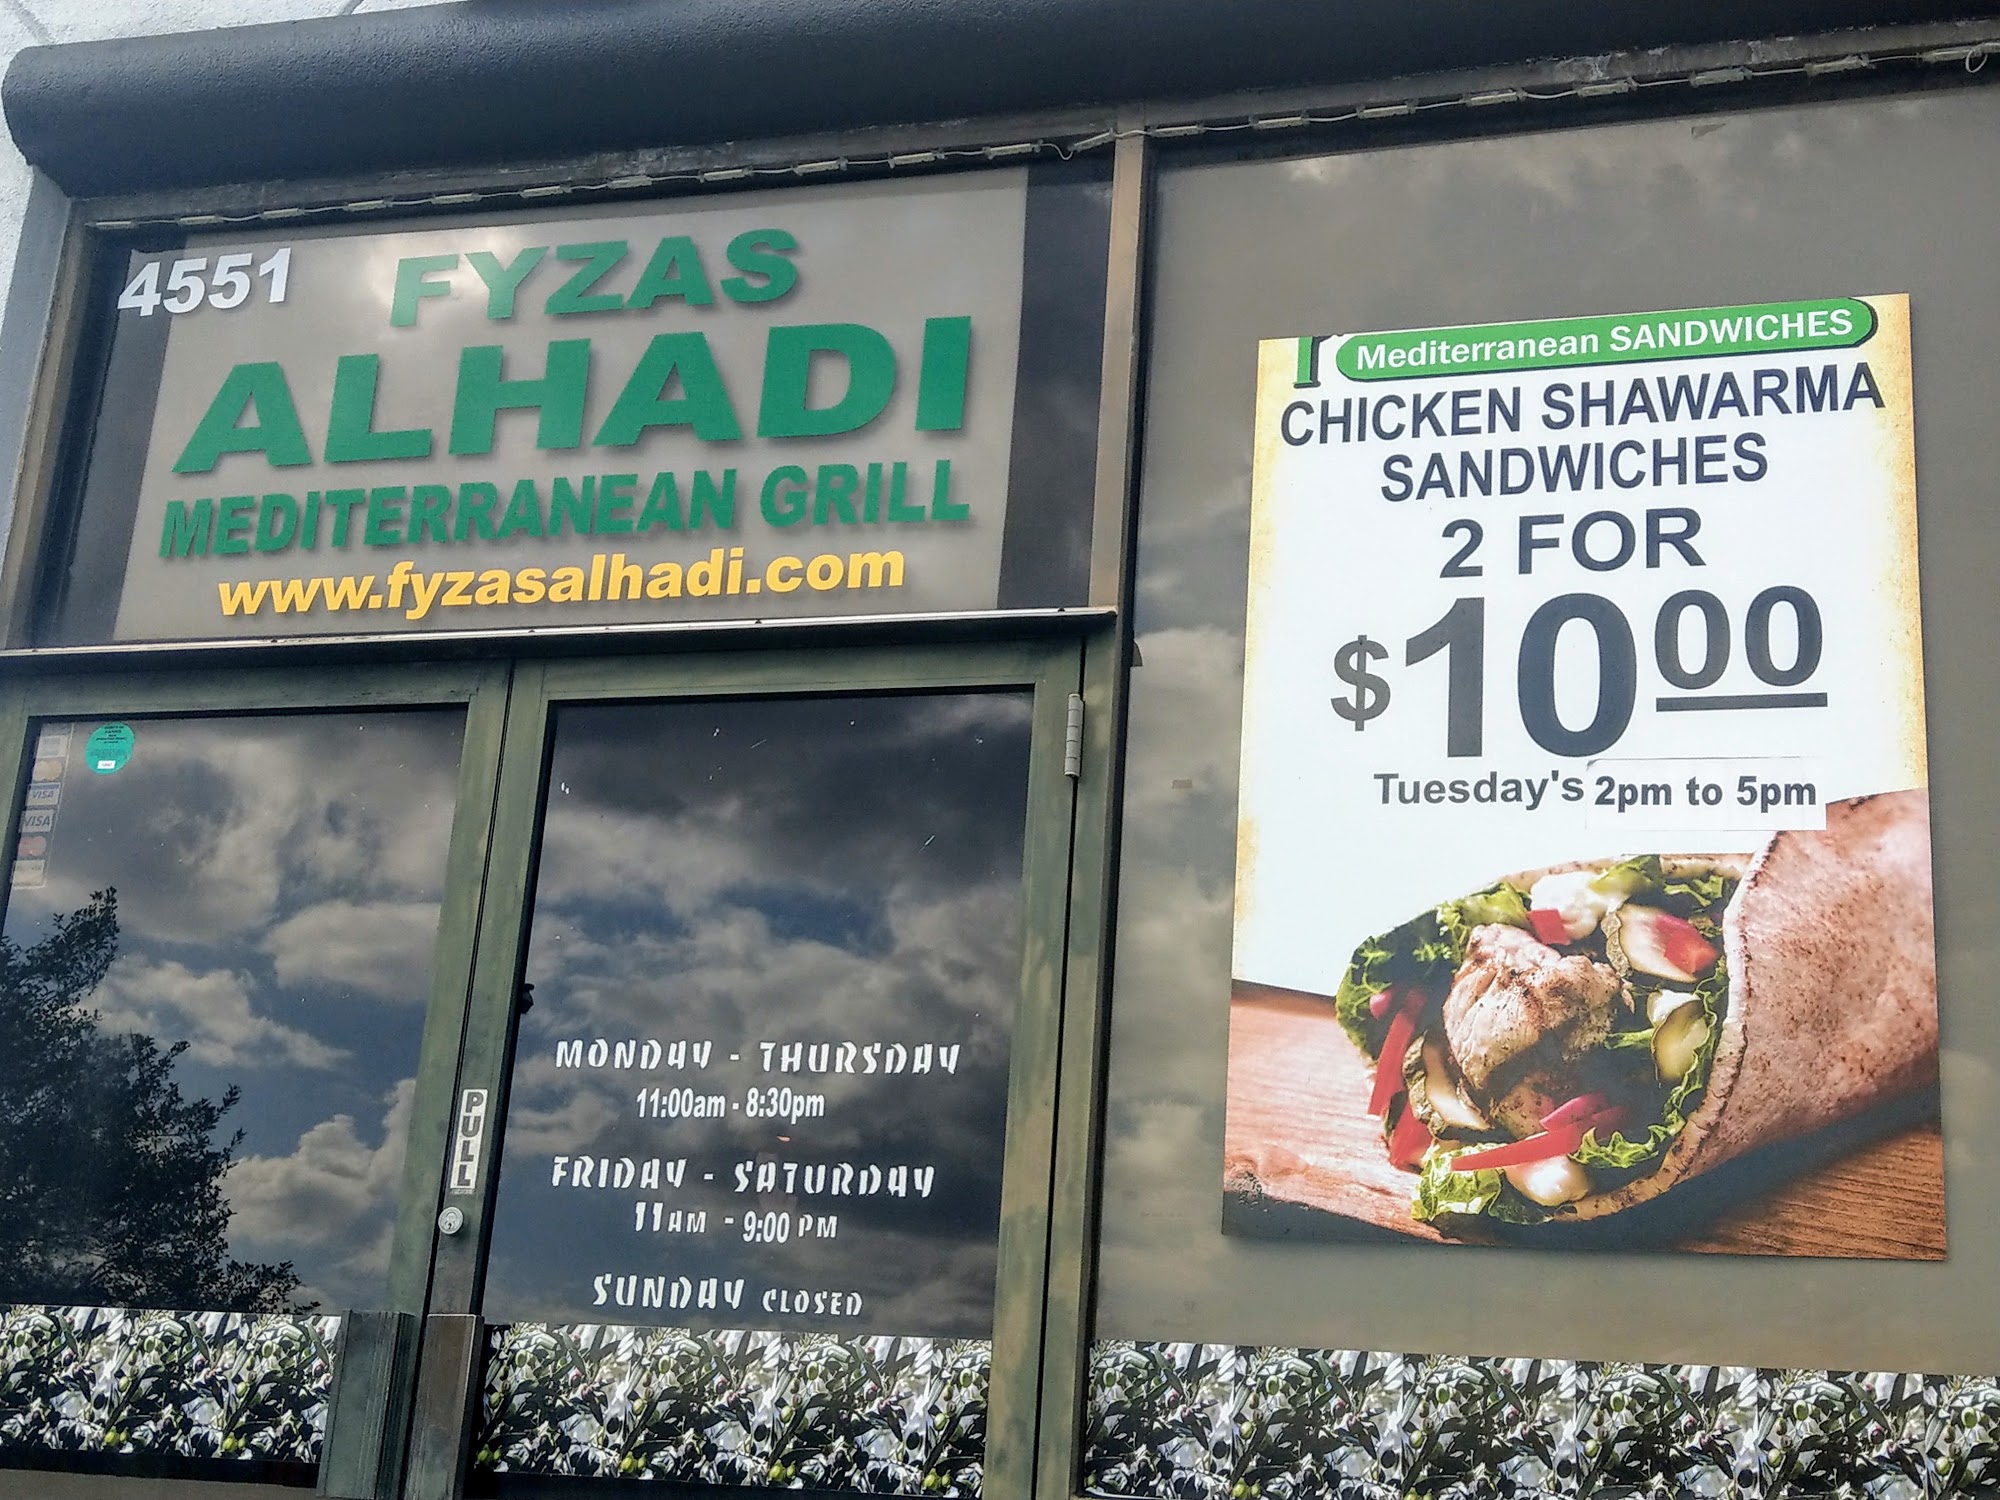 4551
FYZAS
ALHADI
MEDITERRANEAN GRILL
www.fyzasalhadi.com
Mediterranean SANDWICHES
CHICKEN SHAWARMA
SANDWICHES
2 FOR
$10.00
Tuesday's 2pm to 5pm
VISA
VISA
PULL
MONDAY - THURSDAY
11:00am - 8:30pm
FRIDAY - SATURDAY
11AM - 9:00 PM
SUNDAY CLOSED